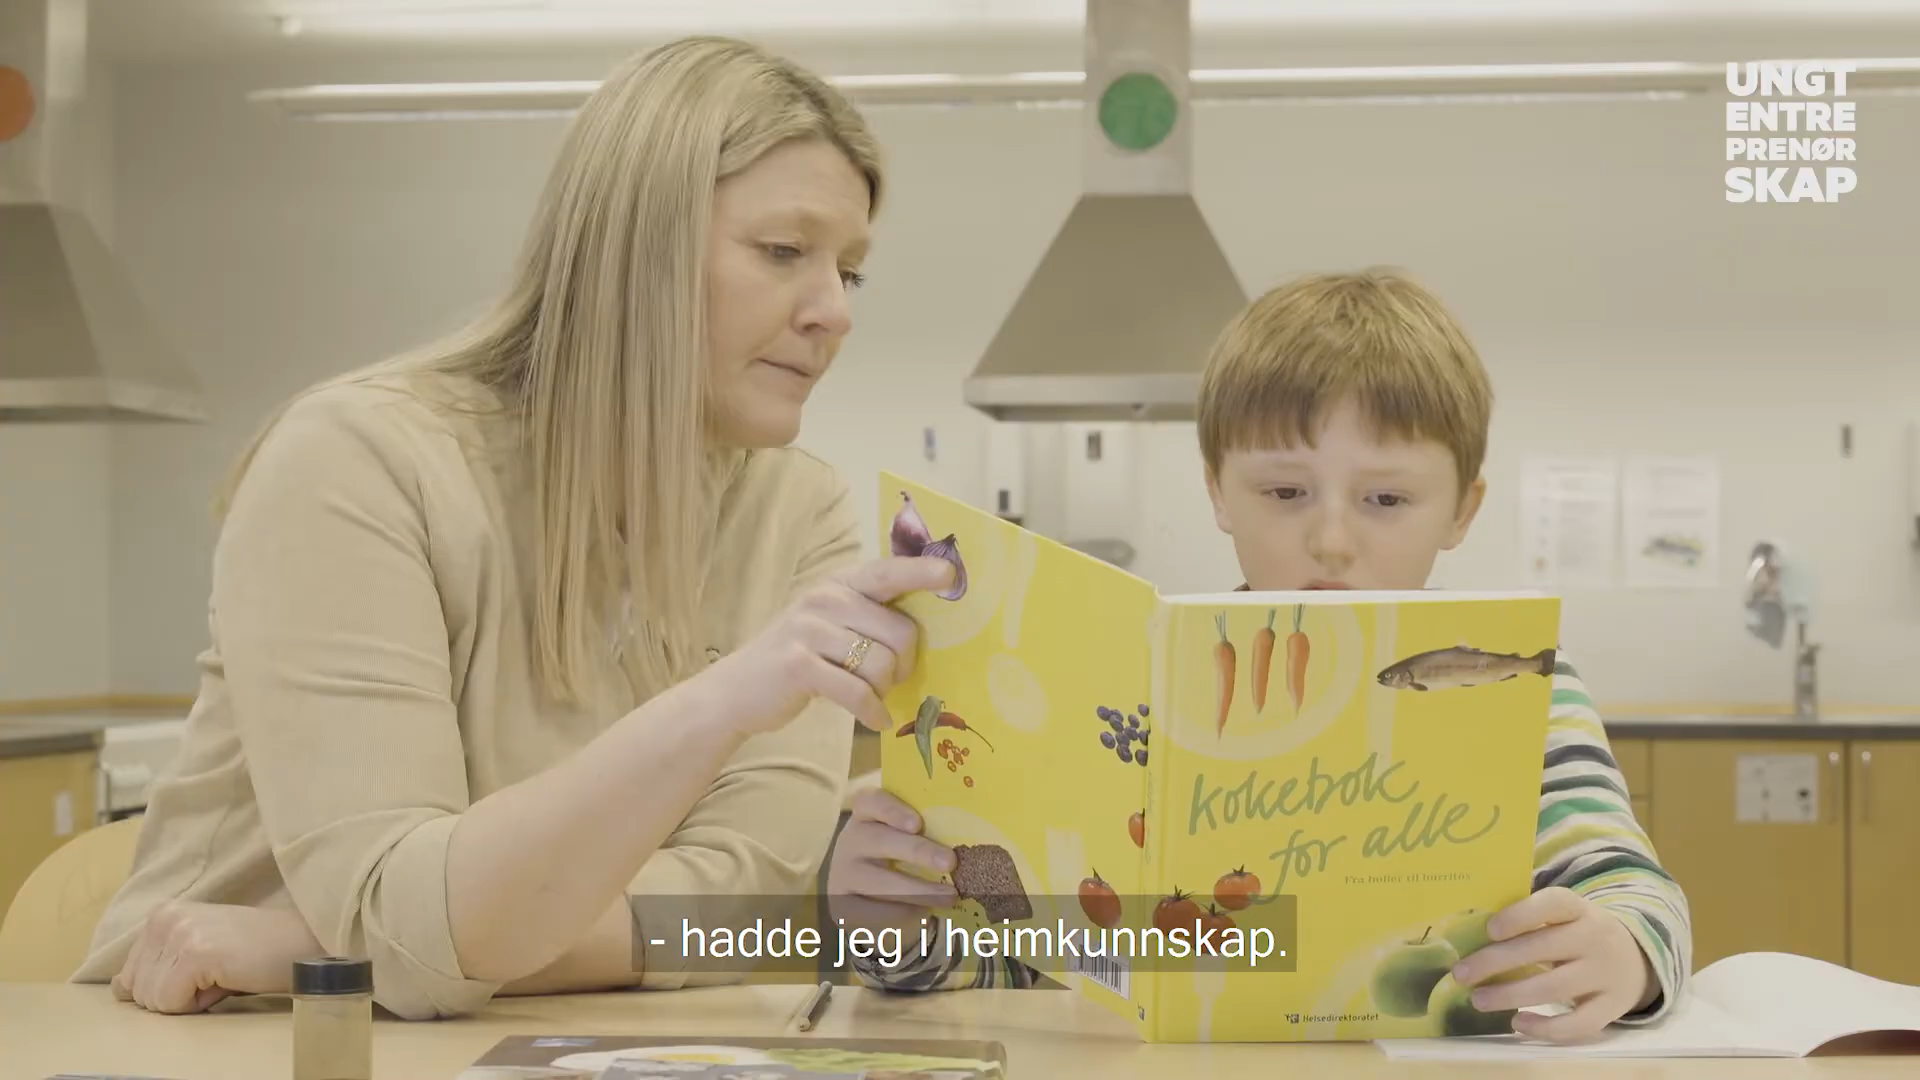 UNGT
ENTRE
PRENØR
SKAP
kokebok
for alle
Fra boller til burritos
- hadde jeg i heimkunnskap.
Helsedirektoratet